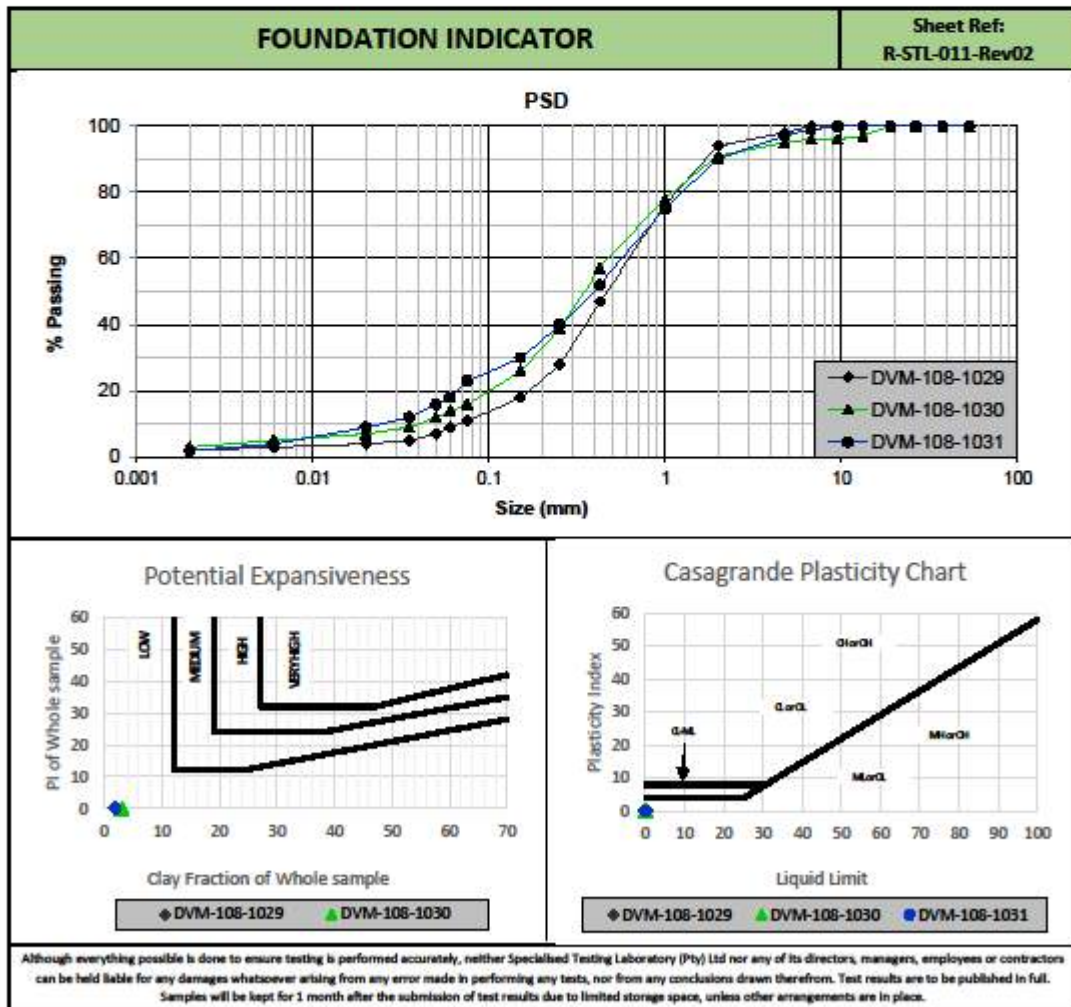 FOUNDATION INDICATOR
Sheet Ref:
R-STL-011-Rev02
PSD
100
80
60
40
20
0
% Passing
0.001
0.01
0.1
1
10
100
Size (mm)
DVM-108-1029
DVM-108-1030
DVM-108-1031
Potential Expansiveness
60
50
40
30
20
10
0
PI of Whole sample
LOW
MEDIUM
HIGH
VERY HIGH
0 10 20 30 40 50 60 70
Clay Fraction of Whole sample
DVM-108-1029 DVM-108-1030
Casagrande Plasticity Chart
60
50
40
30
20
10
0
Plasticity Index
CL-ML
0 10 20 30 40 50 60 70 80 90 100
Liquid Limit
DVM-108-1029 DVM-108-1030 DVM-108-1031
Although everything possible is done to ensure testing is performed accurately, neither Specialised Testing Laboratory (Pty) Ltd nor any of its directors, managers, employees or contractors
can be held liable for any damages whatsoever arising from any error made in performing any tests, nor from any conclusions drawn therefrom. Test results are to be published in full.
Samples will be kept for 1 month after the submission of test results due to limited storage space, unless other arrangements are in place.